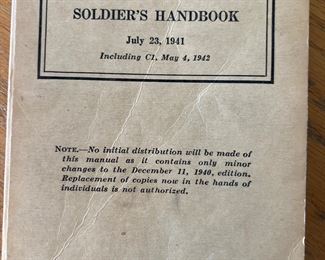 SOLDIER'S HANDBOOK
July 23, 1941
Including C1, May 4, 1942
NOTE.—No initial distribution will be made of
this manual as it contains only minor
changes to the December 11, 1940, edition.
Replacement of copies now in the hands of
individuals is not authorized.